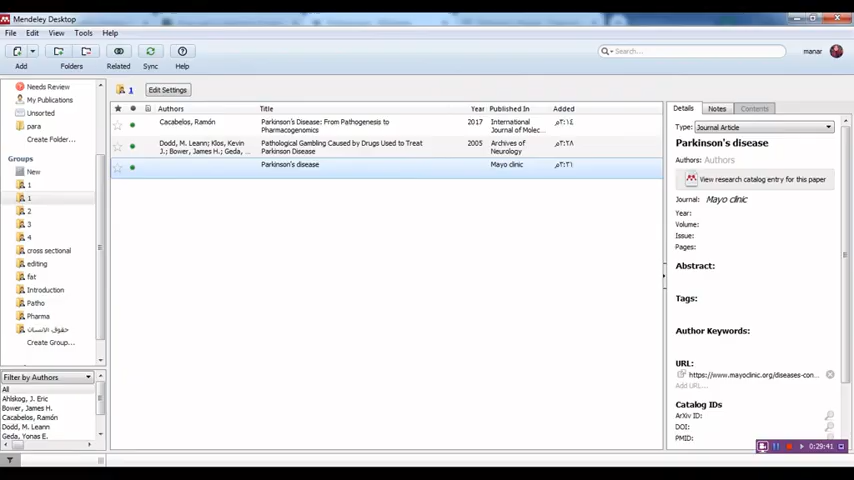 Mendeley Desktop
File Edit View Tools Help
Add Folders Related Sync Help
Search...
manar
Needs Review
My Publications
Unsorted
para
Create Folder...
Groups
New
1
1
2
3
4
cross sectional
editing
fat
Introduction
Patho
Pharma
حقوق الانسان
Create Group...
Filter by Authors
All
Ahlskog, J. Eric
Bower, James H.
Cacabelos, Ramón
Dodd, M. Leann
Geda, Yonas E.
1 Edit Settings
Authors Title Year Published In Added
Cacabelos, Ramón Parkinson's Disease: From Pathogenesis to 2017 International ٣:١٤م
Pharmacogenomics Journal of Molec...
Dodd, M. Leann; Klos, Kevin Pathological Gambling Caused by Drugs Used to Treat 2005 Archives of ٣:٢٨م
J.; Bower, James H.; Geda, ... Parkinson Disease Neurology
Parkinson's disease Mayo clinic ٣:٣١م
Details Notes Contents
Type: Journal Article
Parkinson's disease
Authors: Authors
View research catalog entry for this paper
Journal: Mayo clinic
Year:
Volume:
Issue:
Pages:
Abstract:
Tags:
Author Keywords:
URL:
https://www.mayoclinic.org/diseases-con...
Add URL...
Catalog IDs
ArXiv ID:
DOI:
PMID:
0:29:41